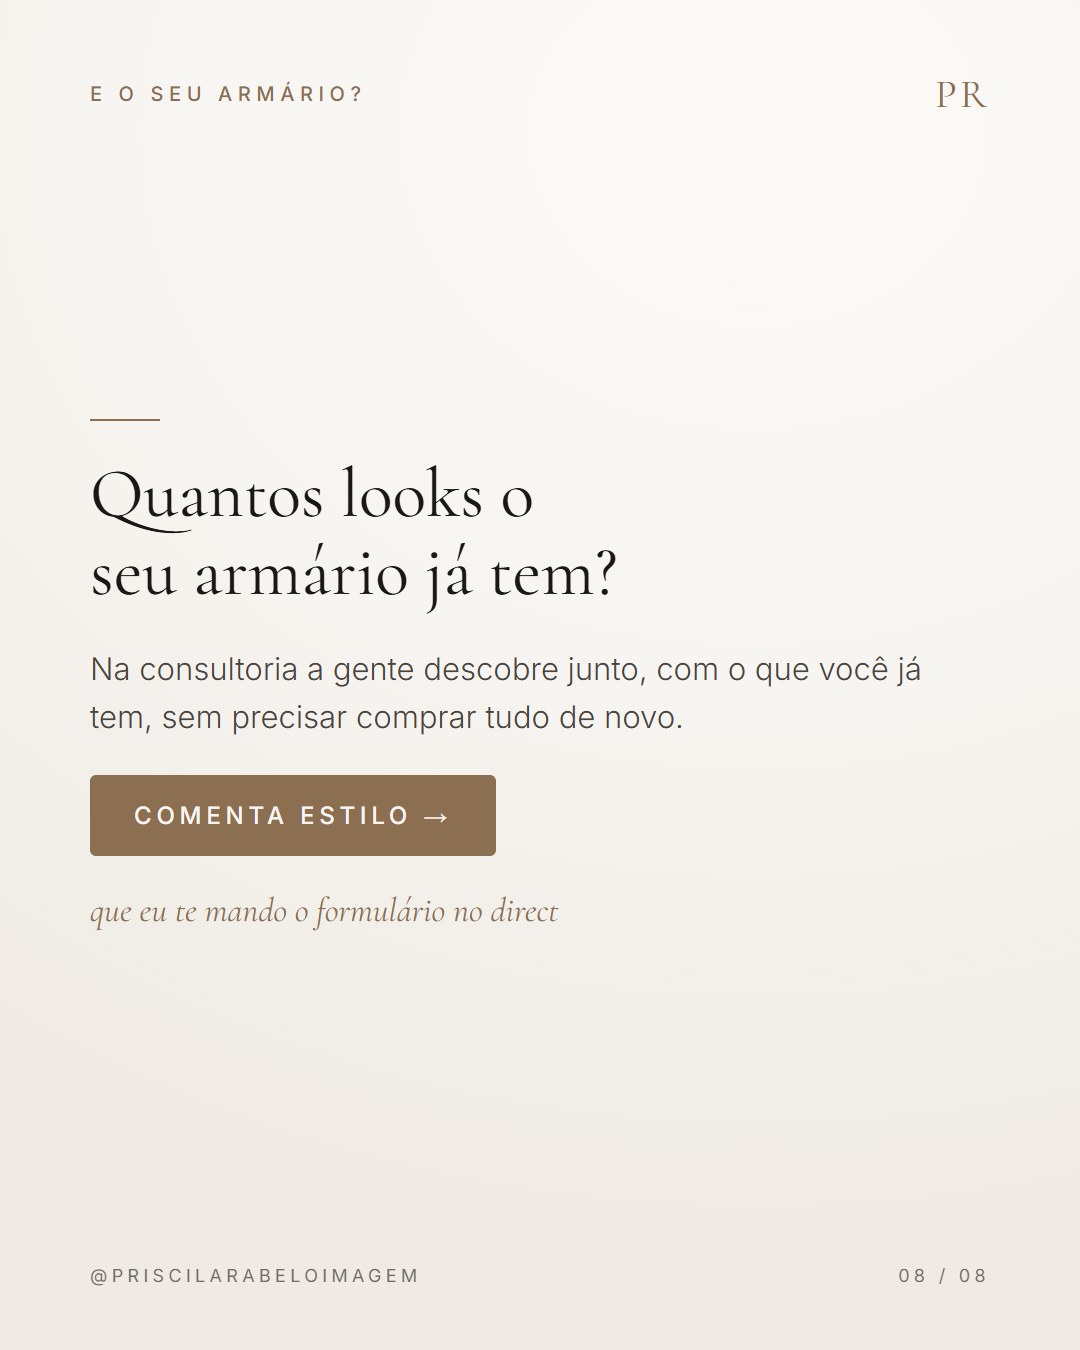 E O SEU ARMÁRIO?
PR
Quantos looks o
seu armário já tem?
Na consultoria a gente descobre junto, com o que você já
tem, sem precisar comprar tudo de novo.
COMENTA ESTILO →
que eu te mando o formulário no direct
@PRISCILARABELOIMAGEM
08 / 08